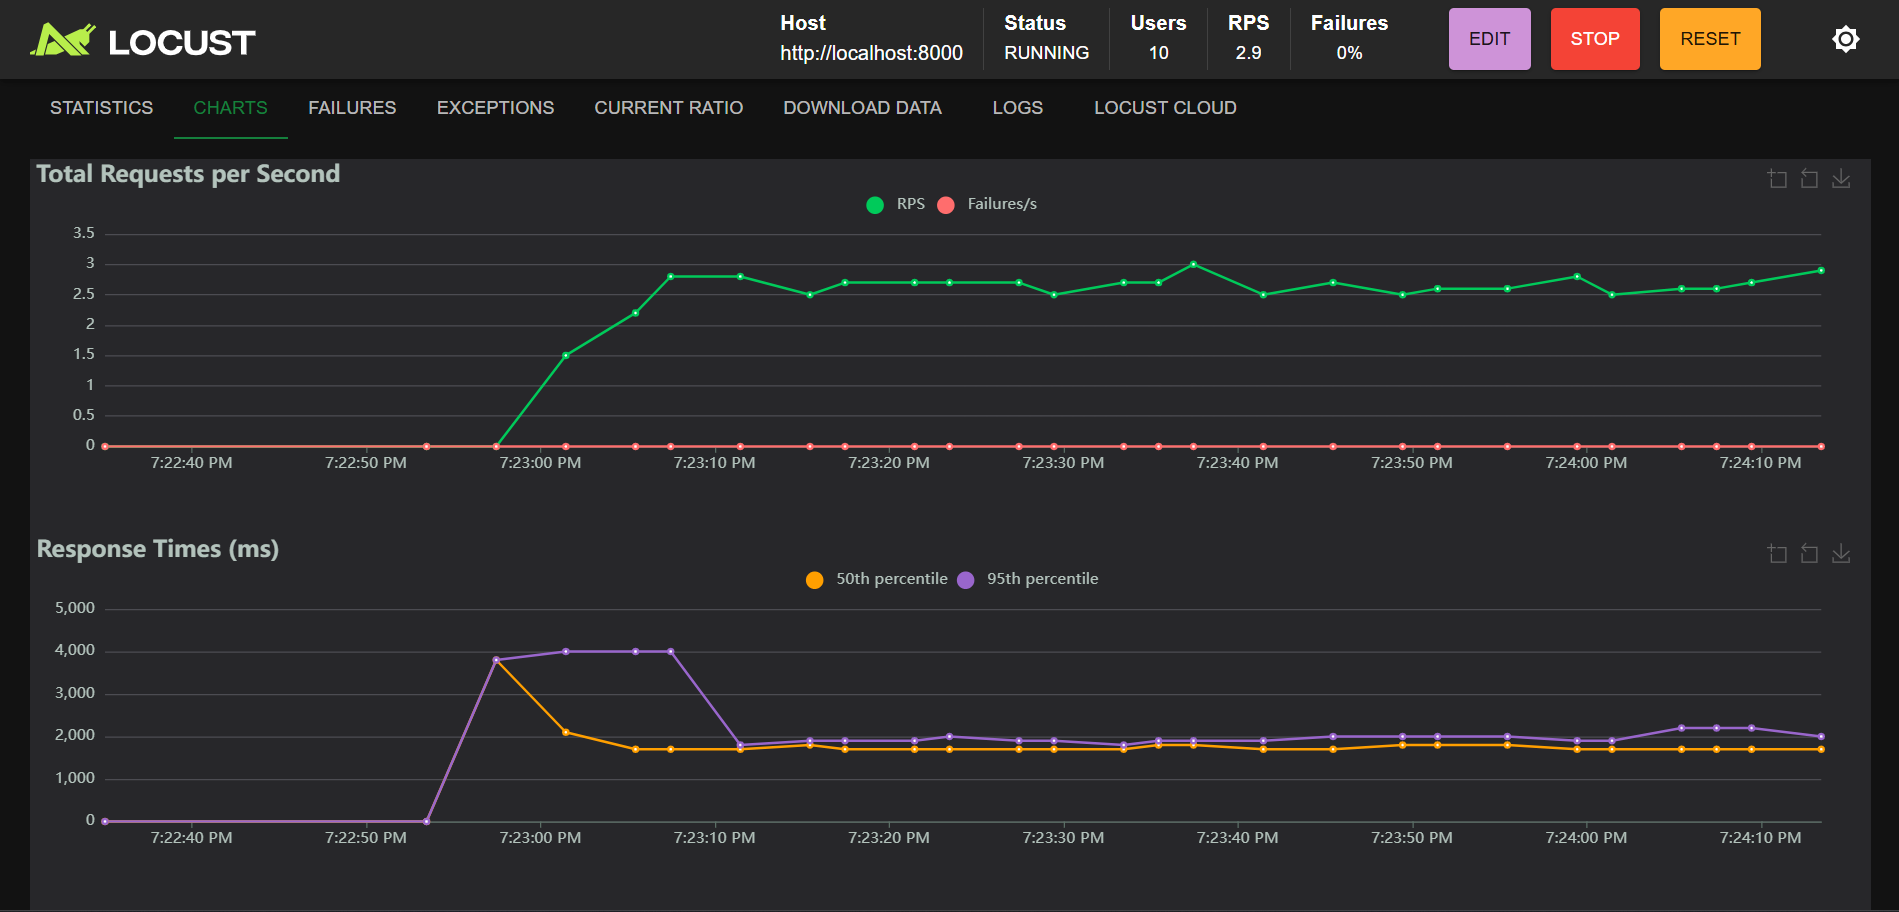 LOCUST
Host Status Users RPS Failures
http://localhost:8000 RUNNING 10 2.9 0%
EDIT STOP RESET
STATISTICS CHARTS FAILURES EXCEPTIONS CURRENT RATIO DOWNLOAD DATA LOGS LOCUST CLOUD
Total Requests per Second
RPS Failures/s
3.5
3
2.5
2
1.5
1
0.5
0
7:22:40 PM 7:22:50 PM 7:23:00 PM 7:23:10 PM 7:23:20 PM 7:23:30 PM 7:23:40 PM 7:23:50 PM 7:24:00 PM 7:24:10 PM
Response Times (ms)
50th percentile 95th percentile
5,000
4,000
3,000
2,000
1,000
0
7:22:40 PM 7:22:50 PM 7:23:00 PM 7:23:10 PM 7:23:20 PM 7:23:30 PM 7:23:40 PM 7:23:50 PM 7:24:00 PM 7:24:10 PM